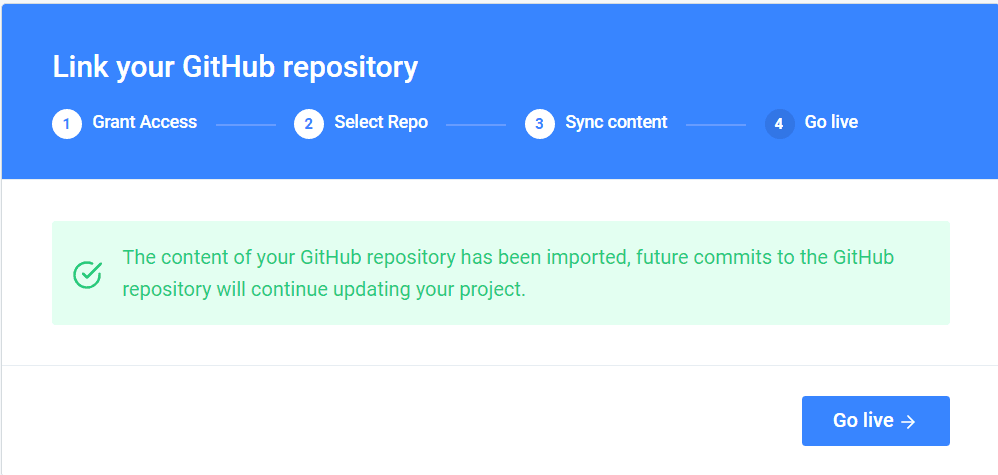 Link your GitHub repository
1 Grant Access 2 Select Repo 3 Sync content 4 Go live
The content of your GitHub repository has been imported, future commits to the GitHub
repository will continue updating your project.
Go live →